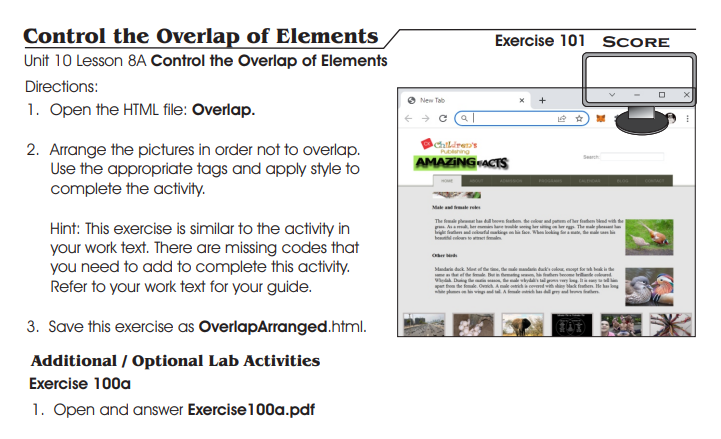 Control the Overlap of Elements
Exercise 101 SCORE
Unit 10 Lesson 8A Control the Overlap of Elements
Directions:
1. Open the HTML file: Overlap.
2. Arrange the pictures in order not to overlap.
Use the appropriate tags and apply style to
complete the activity.
Hint: This exercise is similar to the activity in
your work text. There are missing codes that
you need to add to complete this activity.
Refer to your work text for your guide.
3. Save this exercise as OverlapArranged.html.
Additional / Optional Lab Activities
Exercise 100a
1. Open and answer Exercise100a.pdf
New Tab
Children's
Publishing
AMAZING FACTS
Search
HOME ABOUT
BLOG CONTACT
Male and female roles
The female pheasant has dull brown feathers. the colour and pattern of her feathers blend with the
grass. As a result, her enemies have trouble seeing her sitting on her eggs. The male pheasant has
bright feathers and colourful markings on his face. When looking for a mate, the male uses his
beautiful colours to attract females.
Other birds
Mandarin duck. Most of the time, the male mandarin duck's colour, except for teh beak is the
same as that of the female. But in thematng season, his feathers become brilliantle coloured.
Whydah. During the matin season, the male whydah's tail grows very long. It is easy to tell him
apart from the female. Ostrich. A male ostrich is covered with shiny black feathers. He has long
white plumes on his wings and tail. A female ostrich has dull grey and brown feathers.